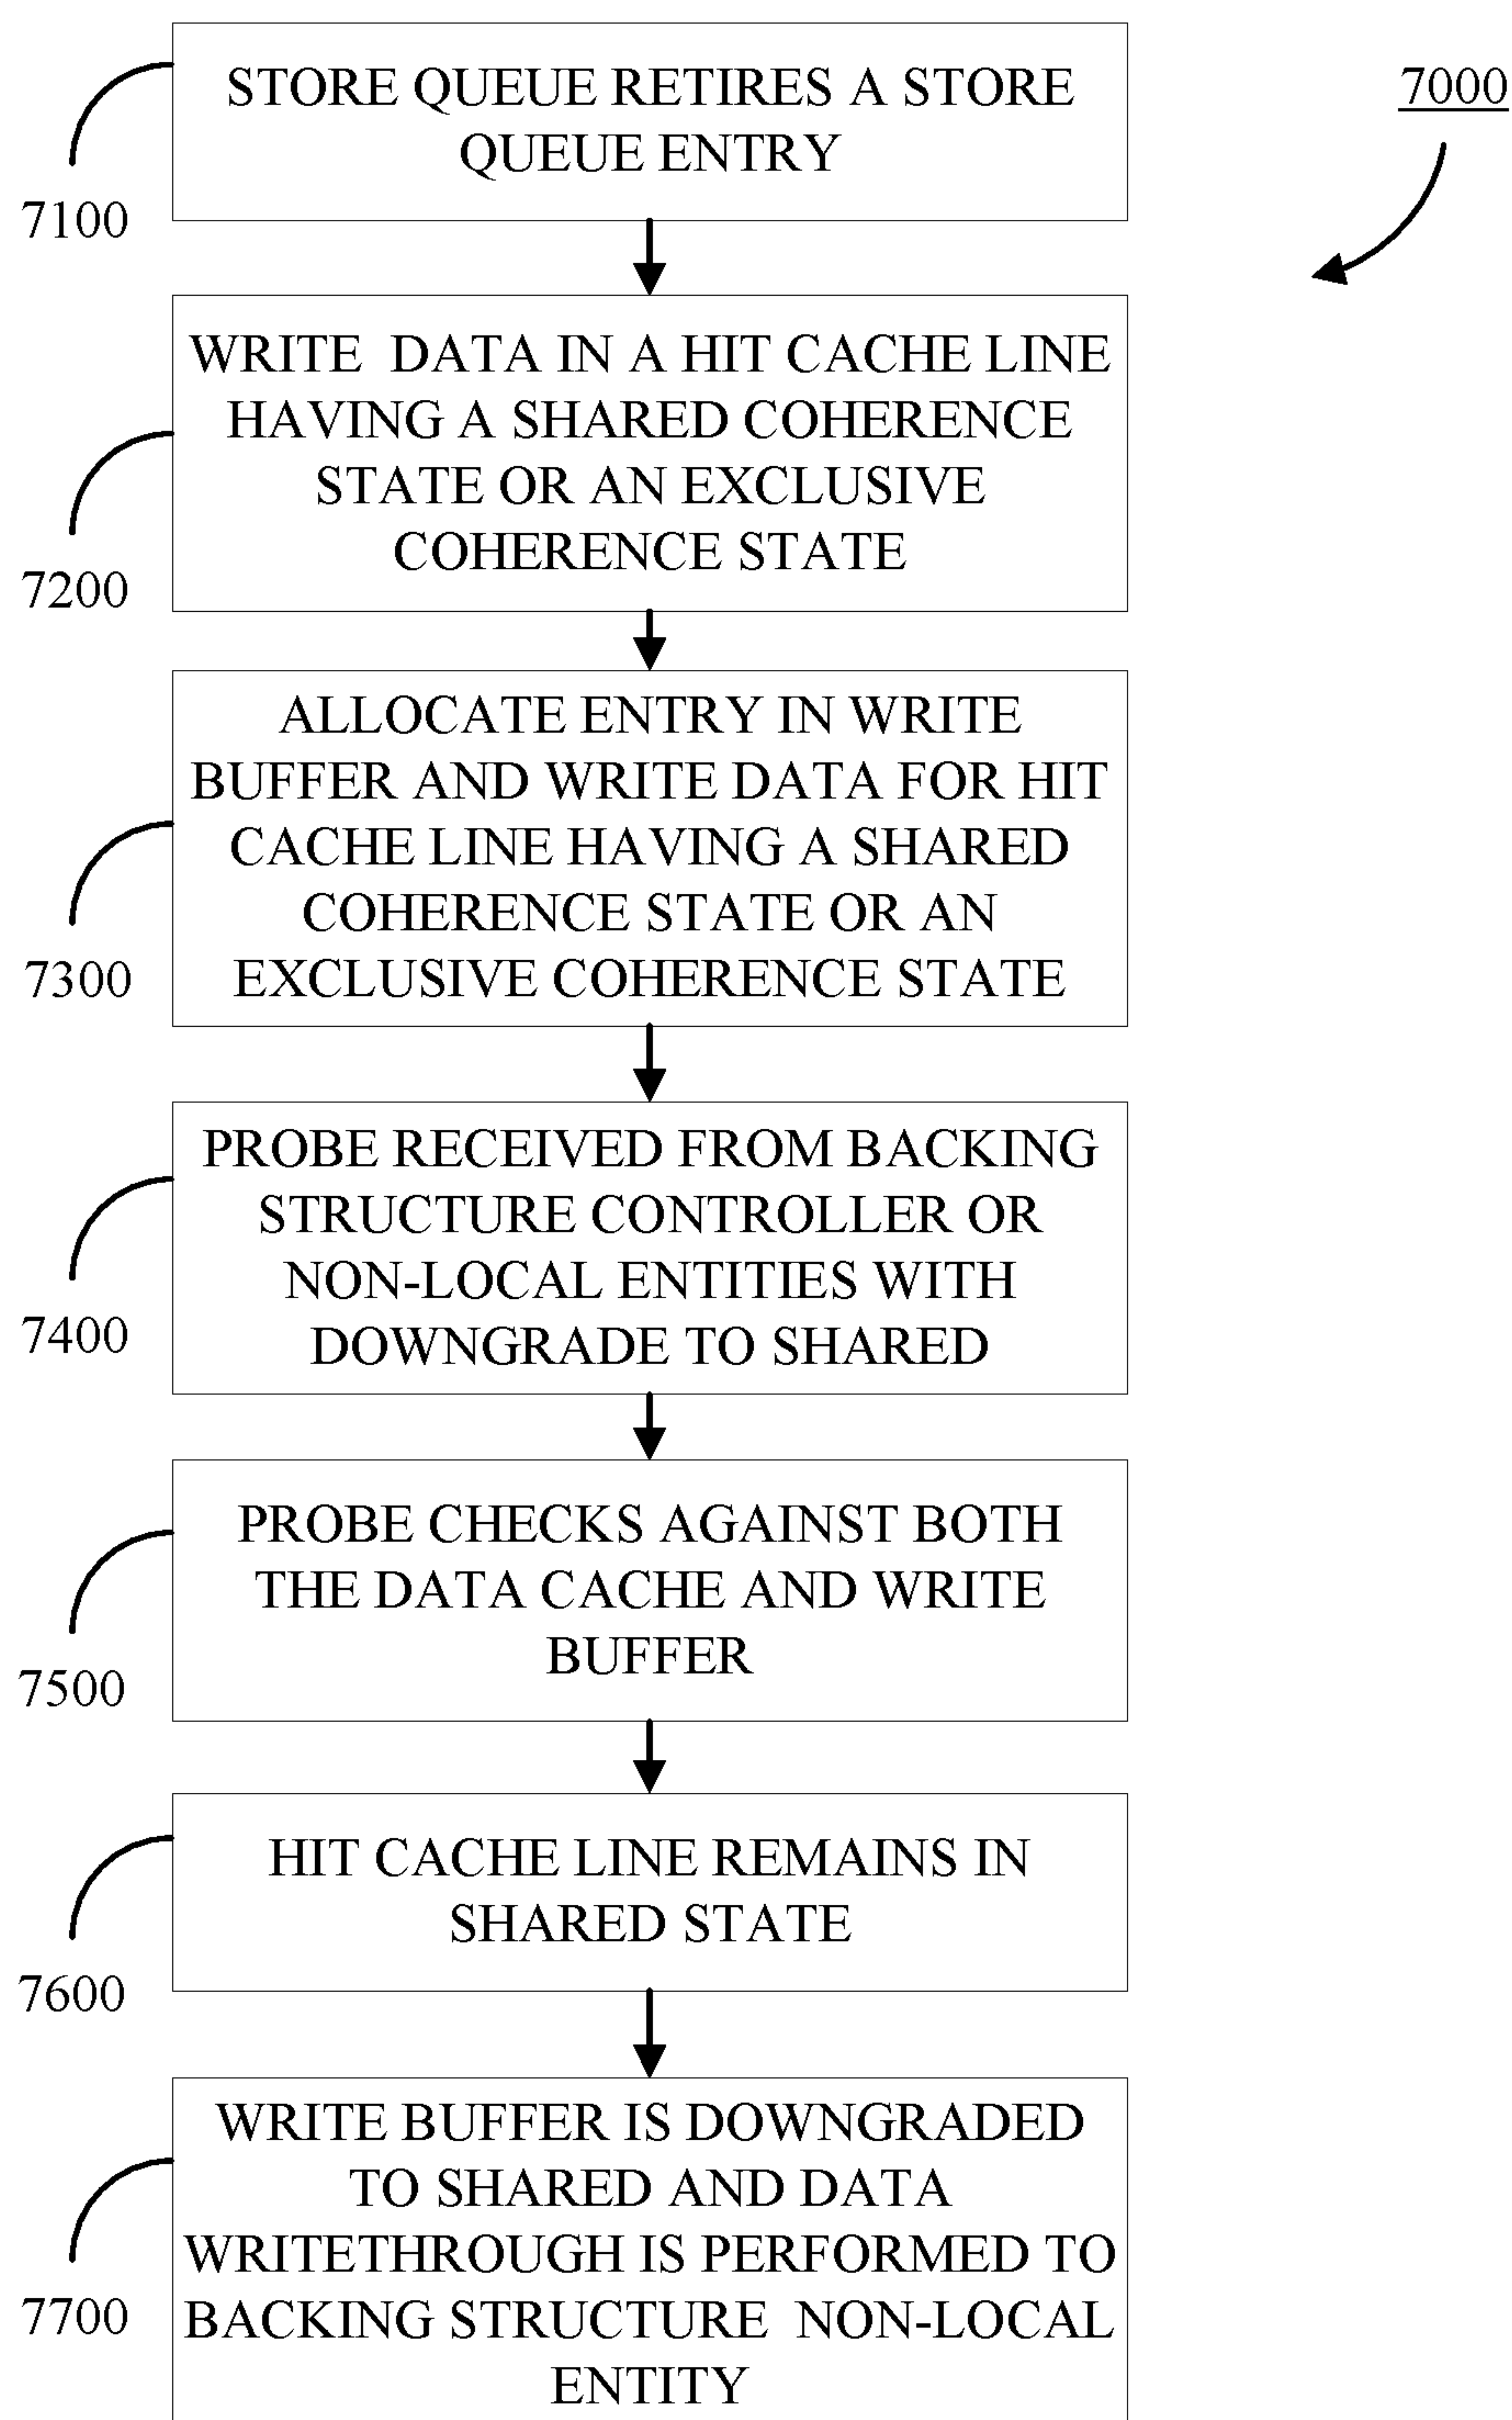 STORE QUEUE RETIRES A STORE
QUEUE ENTRY
7000
7100
WRITE DATA IN A HIT CACHE LINE
HAVING A SHARED COHERENCE
STATE OR AN EXCLUSIVE
COHERENCE STATE
7200
ALLOCATE ENTRY IN WRITE
BUFFER AND WRITE DATA FOR HIT
CACHE LINE HAVING A SHARED
COHERENCE STATE OR AN
EXCLUSIVE COHERENCE STATE
7300
PROBE RECEIVED FROM BACKING
STRUCTURE CONTROLLER OR
NON-LOCAL ENTITIES WITH
DOWNGRADE TO SHARED
7400
PROBE CHECKS AGAINST BOTH
THE DATA CACHE AND WRITE
BUFFER
7500
HIT CACHE LINE REMAINS IN
SHARED STATE
7600
WRITE BUFFER IS DOWNGRADED
TO SHARED AND DATA
WRITETHROUGH IS PERFORMED TO
BACKING STRUCTURE NON-LOCAL
ENTITY
7700